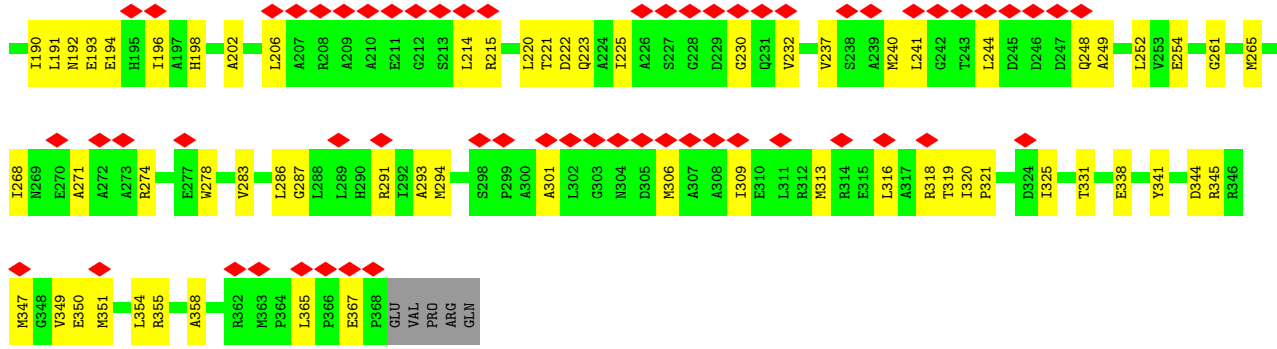 I190 L191 N192 E193 E194 H195 I196 A197 H198 A202 L206 A207 R208 A209 A210 E211 G212 S213 L214 R215 L220 T221 D222 Q223 A224 I225 A226 S227 G228 D229 G230 Q231 V232 V237 S238 A239 M240 L241 G242 T243 L244 D245 D246 D247 Q248 A249 L252 V253 E254 G261 M265
I268 N269 E270 A271 A272 A273 R274 E277 W278 V283 L286 G287 L288 L289 H290 R291 I292 A293 M294 S298 P299 A300 A301 L302 G303 N304 D305 M306 A307 A308 I309 E310 L311 R312 M313 R314 E315 L316 A317 R318 T319 I320 P321 D324 I325 T331 E338 Y341 D344 R345 R346
M347 G348 V349 E350 M351 L354 R355 A358 R362 M363 P364 L365 P366 E367 P368 GLU VAL PRO ARG GLN